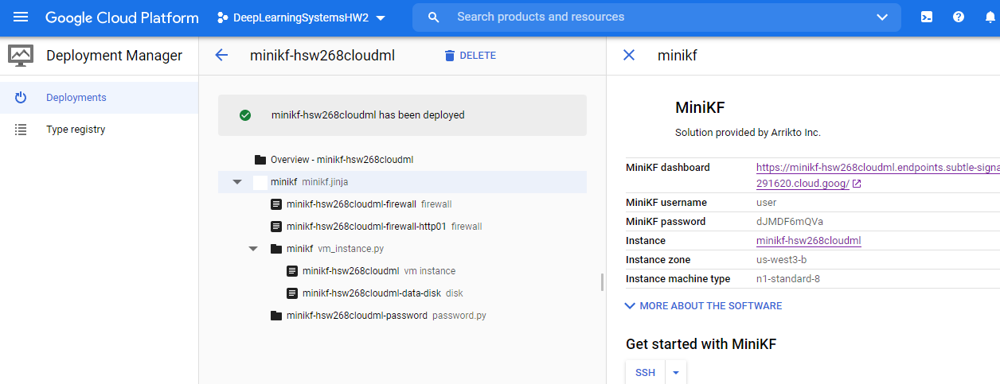 Google Cloud Platform
DeepLearningSystemsHW2
Search products and resources
Deployment Manager
Deployments
Type registry
minikf-hsw268cloudml
DELETE
minikf-hsw268cloudml has been deployed
Overview - minikf-hsw268cloudml
minikf minikf.jinja
minikf-hsw268cloudml-firewall firewall
minikf-hsw268cloudml-firewall-http01 firewall
minikf vm_instance.py
minikf-hsw268cloudml vm instance
minikf-hsw268cloudml-data-disk disk
minikf-hsw268cloudml-password password.py
minikf
MiniKF
Solution provided by Arrikto Inc.
MiniKF dashboard https://minikf-hsw268cloudml.endpoints.subtle-signa
291620.cloud.goog/
MiniKF username user
MiniKF password dJMDF6mQVa
Instance minikf-hsw268cloudml
Instance zone us-west3-b
Instance machine type n1-standard-8
MORE ABOUT THE SOFTWARE
Get started with MiniKF
SSH